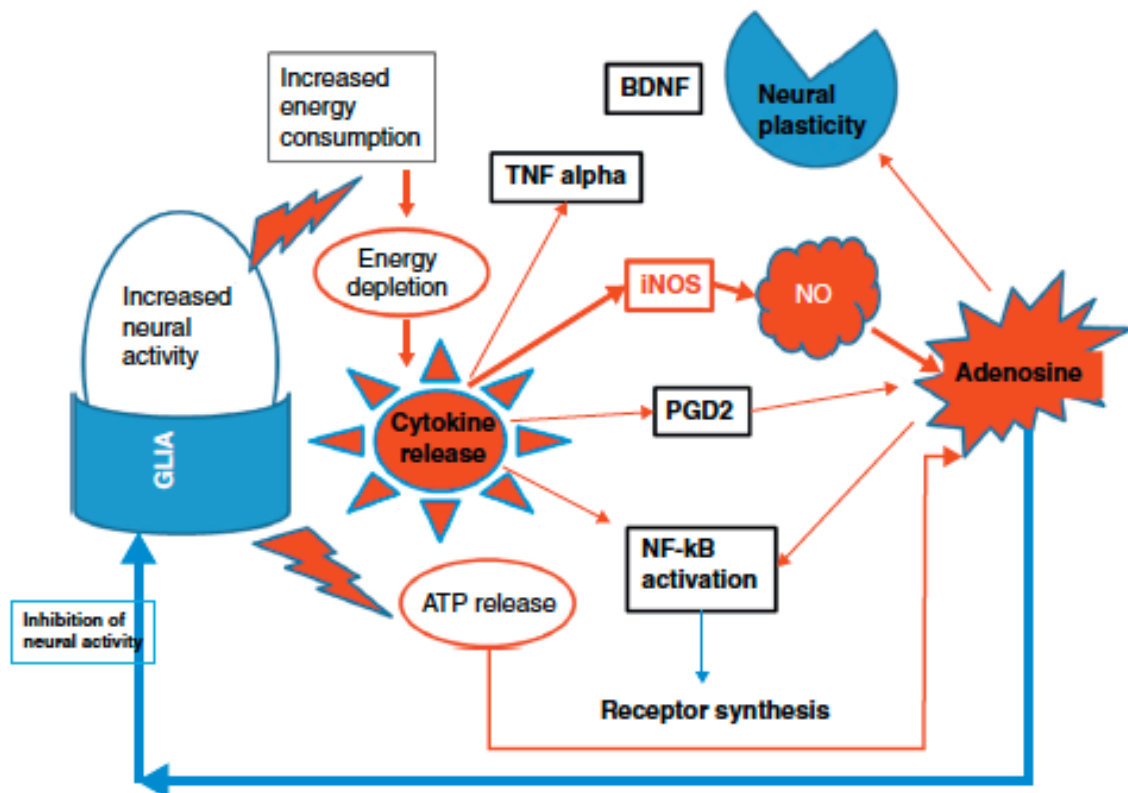 Increased
energy
consumption
BDNF
Neural
plasticity
TNF alpha
Energy
depletion
iNOS
NO
Increased
neural
activity
Adenosine
Cytokine
release
PGD2
GLIA
NF-kB
activation
ATP release
Inhibition of
neural activity
Receptor synthesis